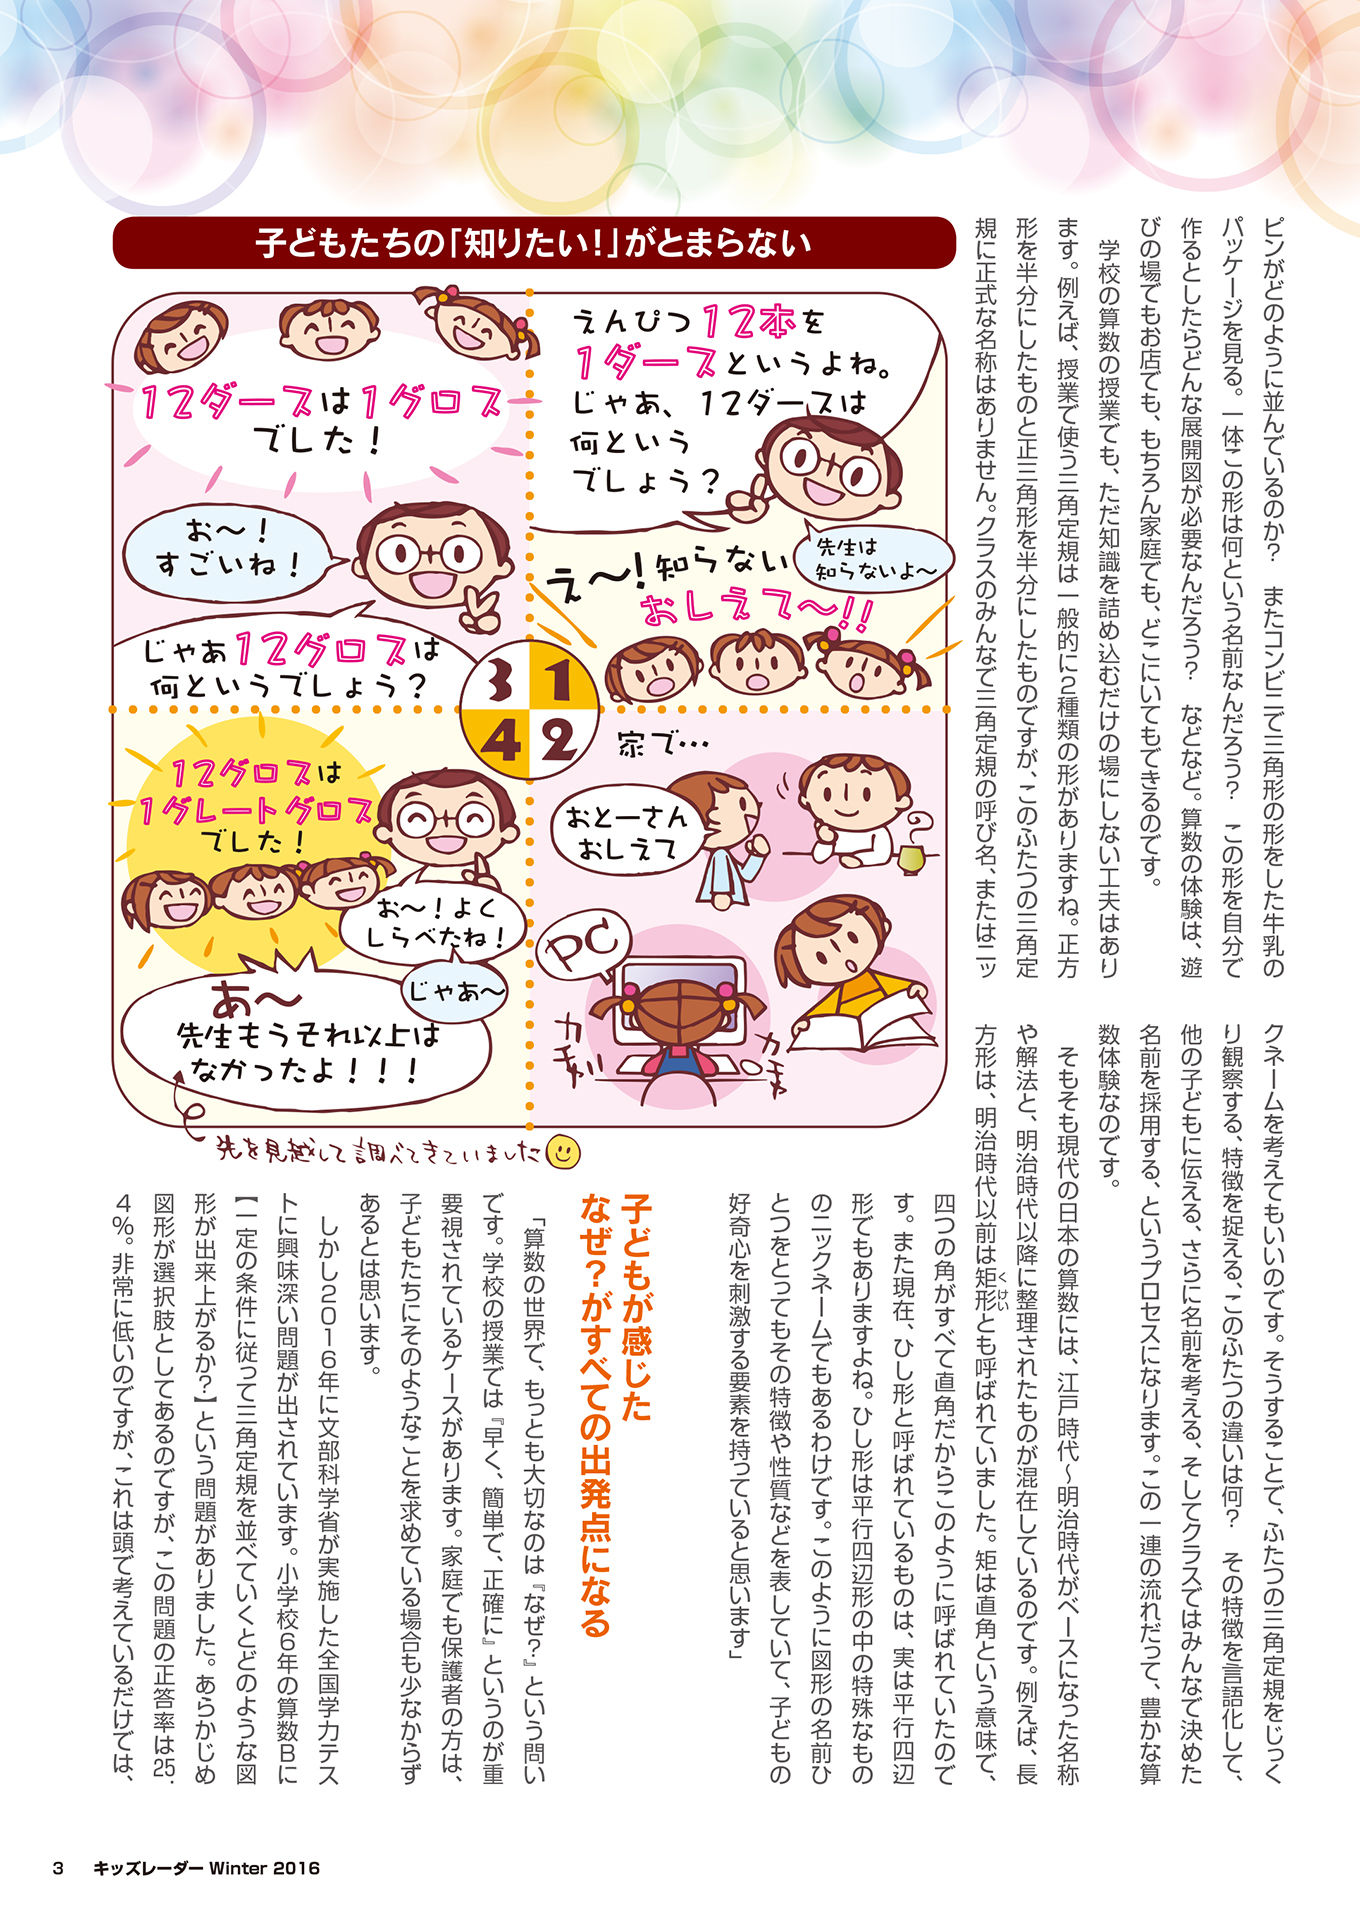 ピンがどのように並んでいるのか?　またコンビニで三角形の形をした牛乳の
パッケージを見る。一体この形は何という名前なんだろう?　この形を自分で
作るとしたらどんな展開図が必要なんだろう?　などなど。算数の体験は、遊
びの場でもお店でも、もちろん家庭でも、どこにいてもできるのです。
　学校の算数の授業でも、ただ知識を詰め込むだけの場にしない工夫はあり
ます。例えば、授業で使う三角定規は一般的に2種類の形がありますね。正方
形を半分にしたものと正三角形を半分にしたものですが、このふたつの三角定
規に正式な名称はありません。クラスのみんなで三角定規の呼び名、またはニッ
クネームを考えてもいいのです。そうすることで、ふたつの三角定規をじっく
り観察する、特徴を捉える、このふたつの違いは何?　その特徴を言語化して、
他の子どもに伝える、さらに名前を考える、そしてクラスではみんなで決めた
名前を採用する、というプロセスになります。この一連の流れだって、豊かな算
数体験なのです。
　そもそも現代の日本の算数には、江戸時代～明治時代がベースになった名称
や解法と、明治時代以降に整理されたものが混在しているのです。例えば、長
方形は、明治時代以前は矩形とも呼ばれていました。矩は直角という意味で、
くけい
四つの角がすべて直角だからこのように呼ばれていたので
す。また現在、ひし形と呼ばれているものは、実は平行四辺
形でもありますよね。ひし形は平行四辺形の中の特殊なもの
のニックネームでもあるわけです。このように図形の名前ひ
とつをとってもその特徴や性質などを表していて、子どもの
好奇心を刺激する要素を持っていると思います」
子どもが感じた
なぜ?がすべての出発点になる
　「算数の世界で、もっとも大切なのは『なぜ?』という問い
です。学校の授業では『早く、簡単で、正確に』というのが重
要視されているケースがあります。家庭でも保護者の方は、
子どもたちにそのようなことを求めている場合も少なからず
あるとは思います。
　しかし2016年に文部科学省が実施した全国学力テス
トに興味深い問題が出されています。小学校6年の算数Bに
【一定の条件に従って三角定規を並べていくとどのような図
形が出来上がるか?】という問題がありました。あらかじめ
図形が選択肢としてあるのですが、この問題の正答率は25.
4%。非常に低いのですが、これは頭で考えているだけでは、
子どもたちの「知りたい!」がとまらない
えんぴつ12本を
1ダースというよね。
じゃあ、12ダースは
何という
でしょう?
先生は
知らないよ～
え～!知らない
おしえて～!!
1
2
家で…
おとーさん
おしえて
PC
カチャ
カチャ
12ダースは1グロス
でした!
お～!
すごいね!
じゃあ12グロスは
何というでしょう?
3
4
12グロスは
1グレートグロス
でした!
お～!よく
しらべたね!
じゃあ～
あ～
先生もうそれ以上は
なかったよ!!!
先を見越して調べてきていました
3　キッズレーダー Winter 2016